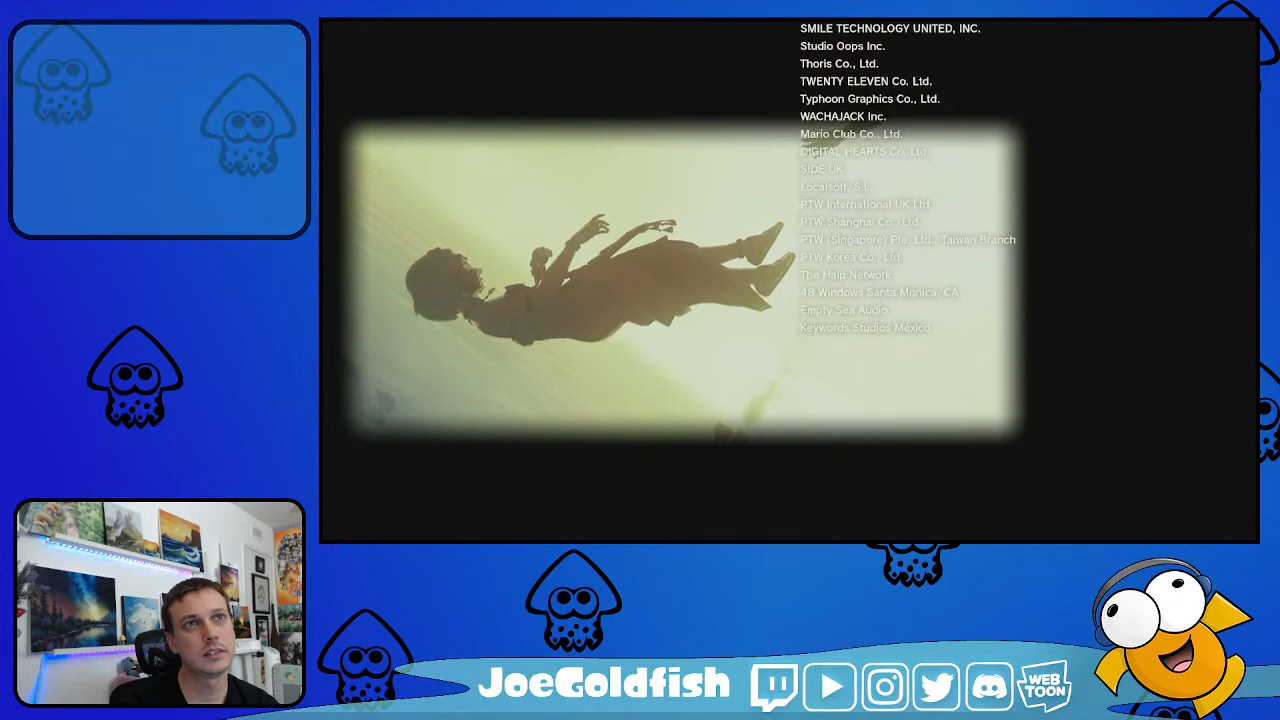 SMILE TECHNOLOGY UNITED, INC.
Studio Oops Inc.
Thoris Co., Ltd.
TWENTY ELEVEN Co. Ltd.
Typhoon Graphics Co., Ltd.
WACHAJACK Inc.
Mario Club Co., Ltd.
DIGITAL HEARTS Co.,Ltd.
SIDE UK
Localsoft, S.L.
PTW International UK Ltd.
PTW Shanghai Co., Ltd.
PTW (Singapore) Pte. Ltd., Taiwan Branch
PTW Korea Co., Ltd.
The Halp Network
48 Windows Santa Monica, CA
Empty Sea Audio
Keywords Studios México
JoeGoldfish
WEB
TOON